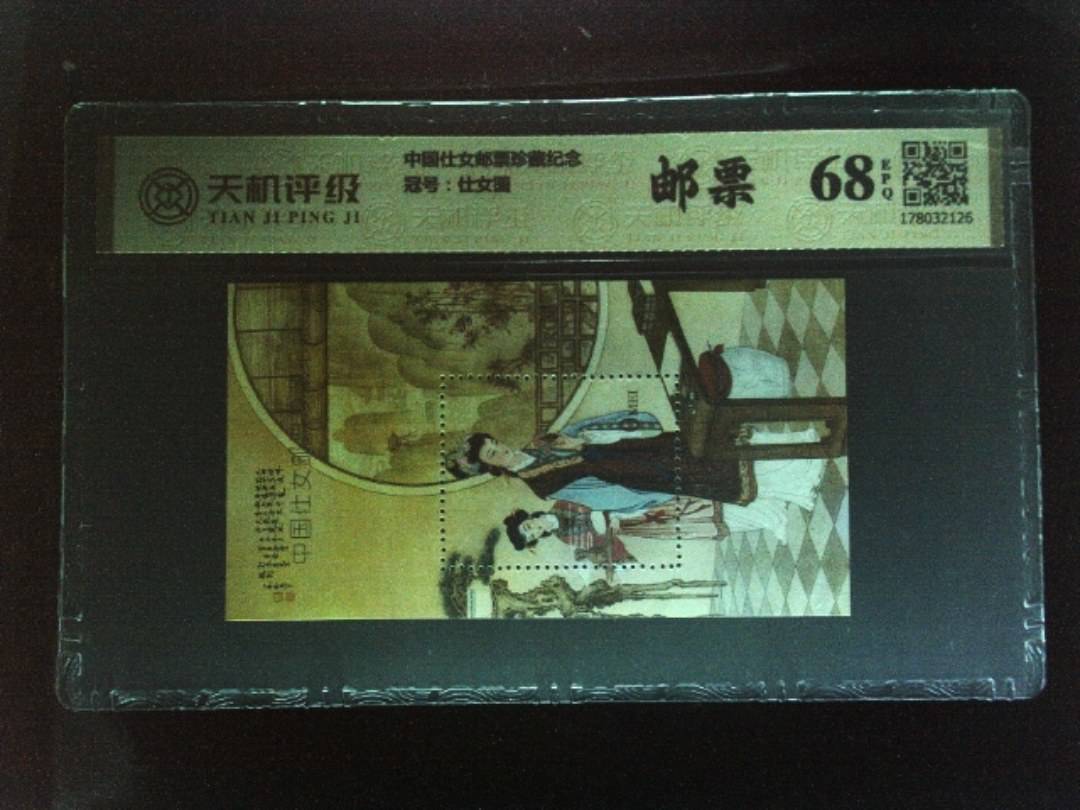 天机评级
TIAN JI PING JI
中国仕女邮票珍藏纪念
冠号：仕女图
邮票
68
EPQ
178032126
中国仕女
MEI